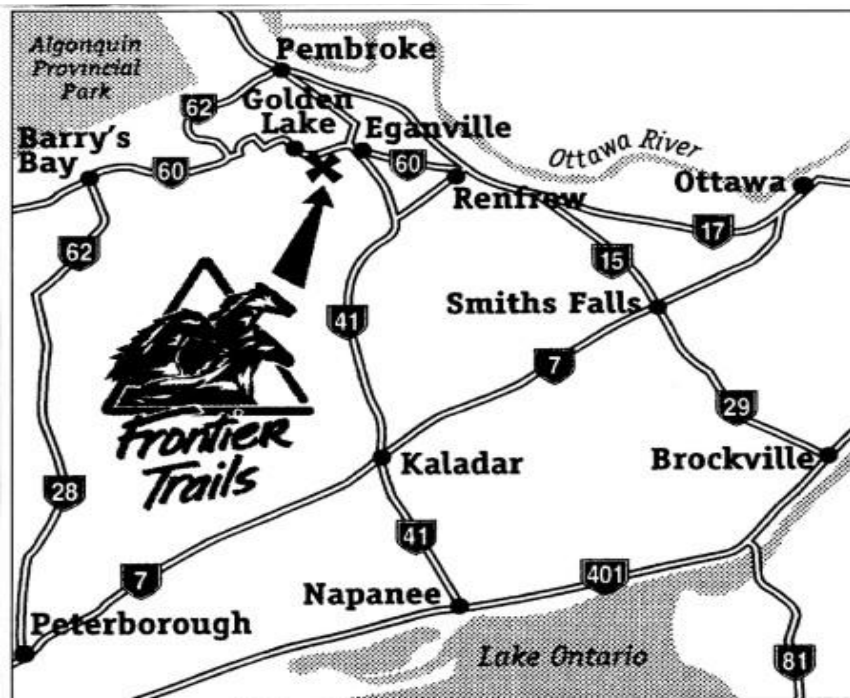 Algonquin
Provincial
Park
Pembroke
62
Golden
Lake
Eganville
Barry's
Bay
60
60
Ottawa River
Renfrow
Ottawa
17
62
15
Smiths Falls
41
7
Frontier
Trails
29
Kaladar
Brockville
28
41
7
401
Napanee
Peterborough
Lake Ontario
81